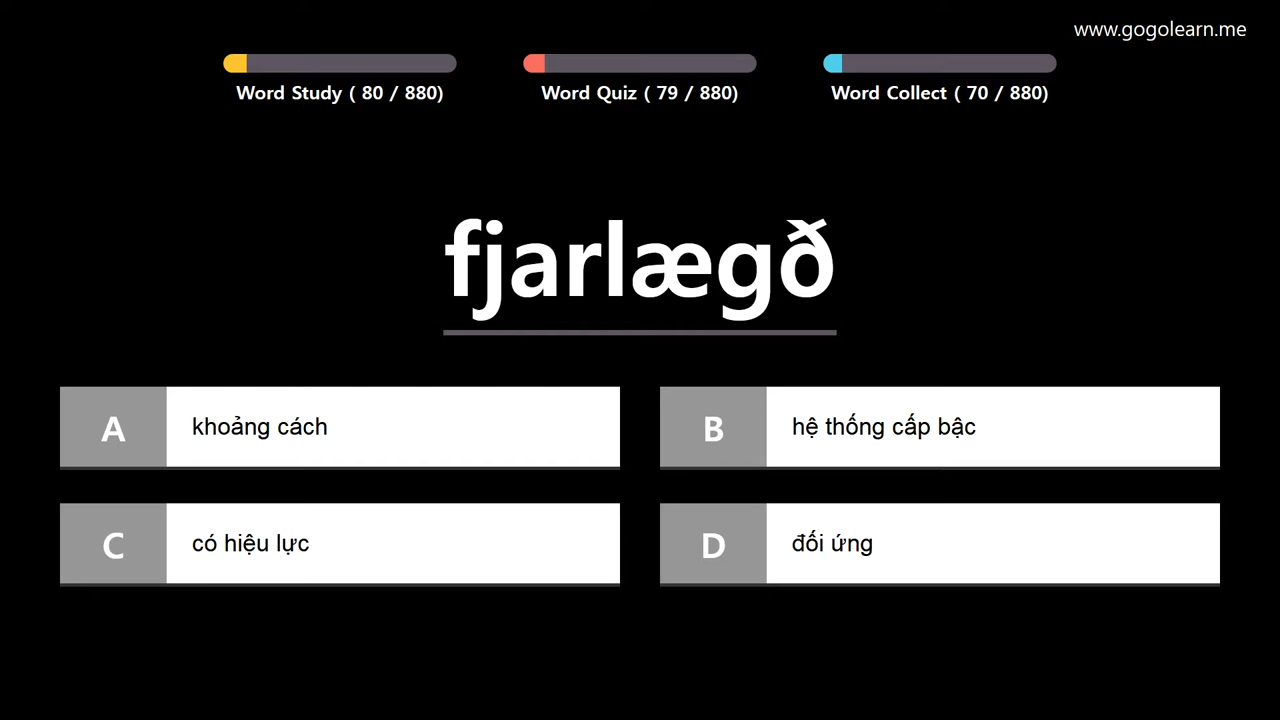 www.gogolearn.me
Word Study ( 80 / 880)
Word Quiz ( 79 / 880)
Word Collect ( 70 / 880)
fjarlægð
A khoảng cách
B hệ thống cấp bậc
C có hiệu lực
D đối ứng